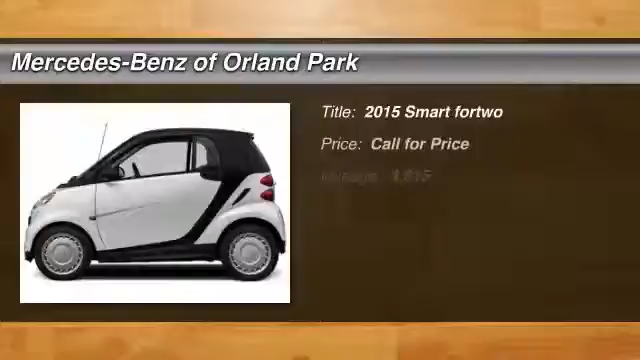 Mercedes-Benz of Orland Park
Title: 2015 Smart fortwo
Price: Call for Price